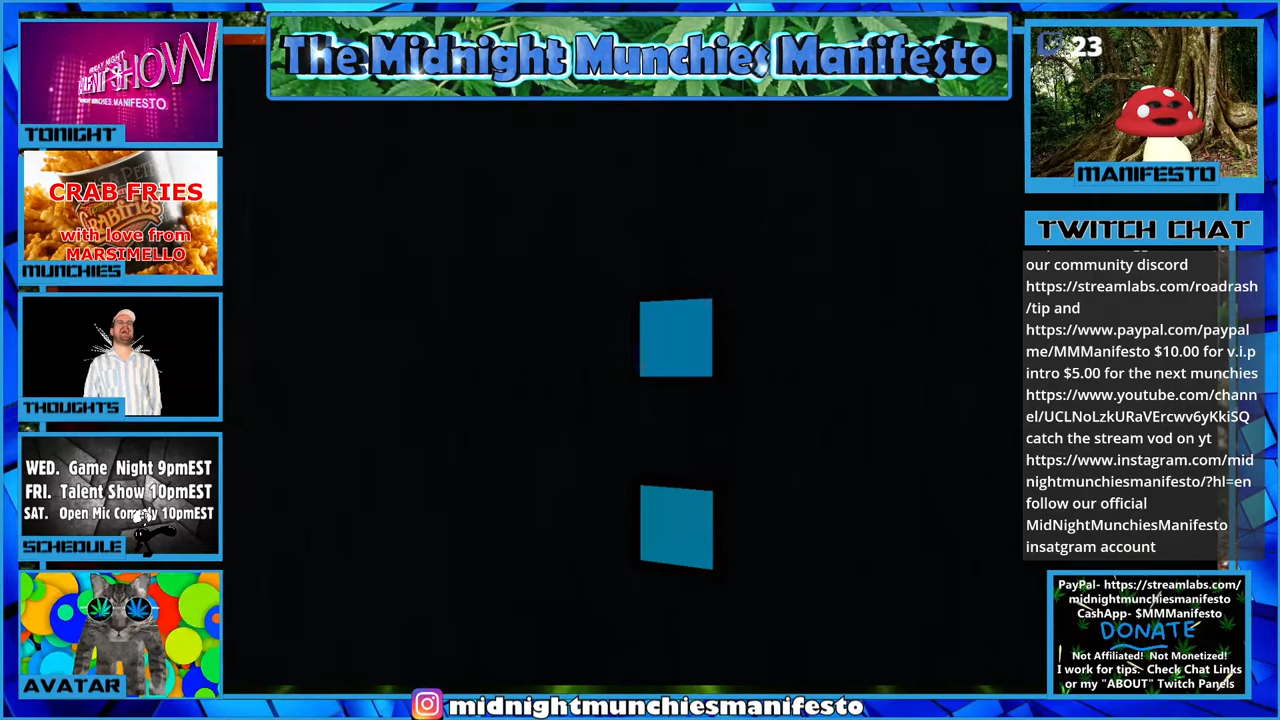 The Midnight Munchies Manifesto
FRIDAY NIGHT
TALENT SHOW
MUNCHIES MANIFESTO
TONIGHT
CRAB FRIES
with love from
MARSIMELLO
MUNCHIES
THOUGHTS
WED. Game Night 9pmEST
FRI. Talent Show 10pmEST
SAT. Open Mic Comedy 10pmEST
SCHEDULE
AVATAR
23
MANIFESTO
TWITCH CHAT
our community discord
https://streamlabs.com/roadrash
/tip and
https://www.paypal.com/paypal
me/MMManifesto $10.00 for v.i.p
intro $5.00 for the next munchies
https://www.youtube.com/chann
el/UCLNoLzkURaVErcwv6yKkiSQ
catch the stream vod on yt
https://www.instagram.com/mid
nightmunchiesmanifesto/?hl=en
follow our official
MidNightMunchiesManifesto
insatgram account
PayPal- https://streamlabs.com/
midnightmunchiesmanifesto
CashApp- $MMManifesto
DONATE
Not Affiliated! Not Monetized!
I work for tips- Check Chat Links
or my "ABOUT" Twitch Panels
midnightmunchiesmanifesto